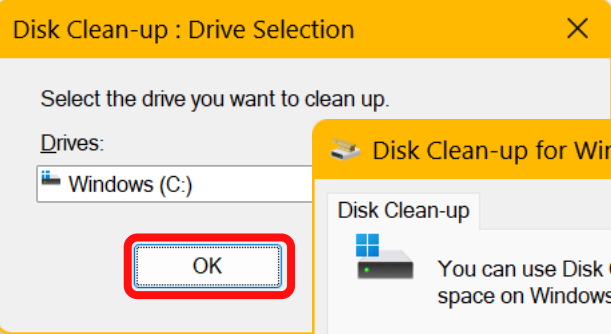 Disk Clean-up : Drive Selection
Select the drive you want to clean up.
Drives:
Windows (C:)
OK
Disk Clean-up for Win
Disk Clean-up
You can use Disk
space on Windows